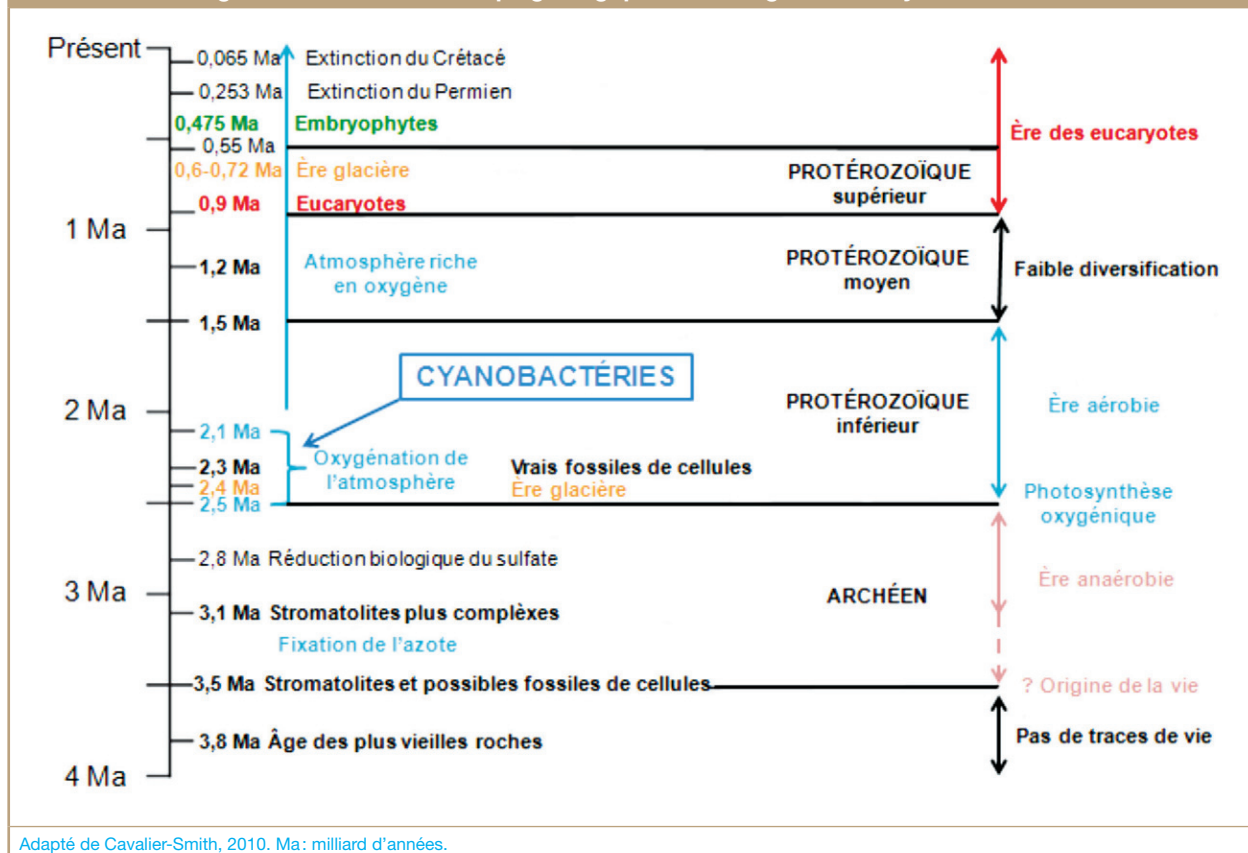 Présent
0,065 Ma Extinction du Crétacé
0,253 Ma Extinction du Permien
0,475 Ma Embryophytes
Ère des eucaryotes
0,55 Ma
0,6-0,72 Ma Ère glacière
PROTÉROZOÏQUE
supérieur
0,9 Ma Eucaryotes
1 Ma
1,2 Ma
Atmosphère riche
en oxygène
PROTÉROZOÏQUE
moyen
Faible diversification
1,5 Ma
CYANOBACTÉRIES
2 Ma
PROTÉROZOÏQUE
inférieur
Ère aérobie
2,1 Ma
2,3 Ma
Oxygénation de
l'atmosphère
Vrais fossiles de cellules
2,4 Ma
Ère glacière
2,5 Ma
Photosynthèse
oxygénique
2,8 Ma Réduction biologique du sulfate
3 Ma
Ère anaérobie
ARCHÉEN
3,1 Ma Stromatolites plus complèxes
Fixation de l'azote
3,5 Ma Stromatolites et possibles fossiles de cellules
? Origine de la vie
3,8 Ma Âge des plus vieilles roches
Pas de traces de vie
4 Ma
Adapté de Cavalier-Smith, 2010. Ma: milliard d'années.